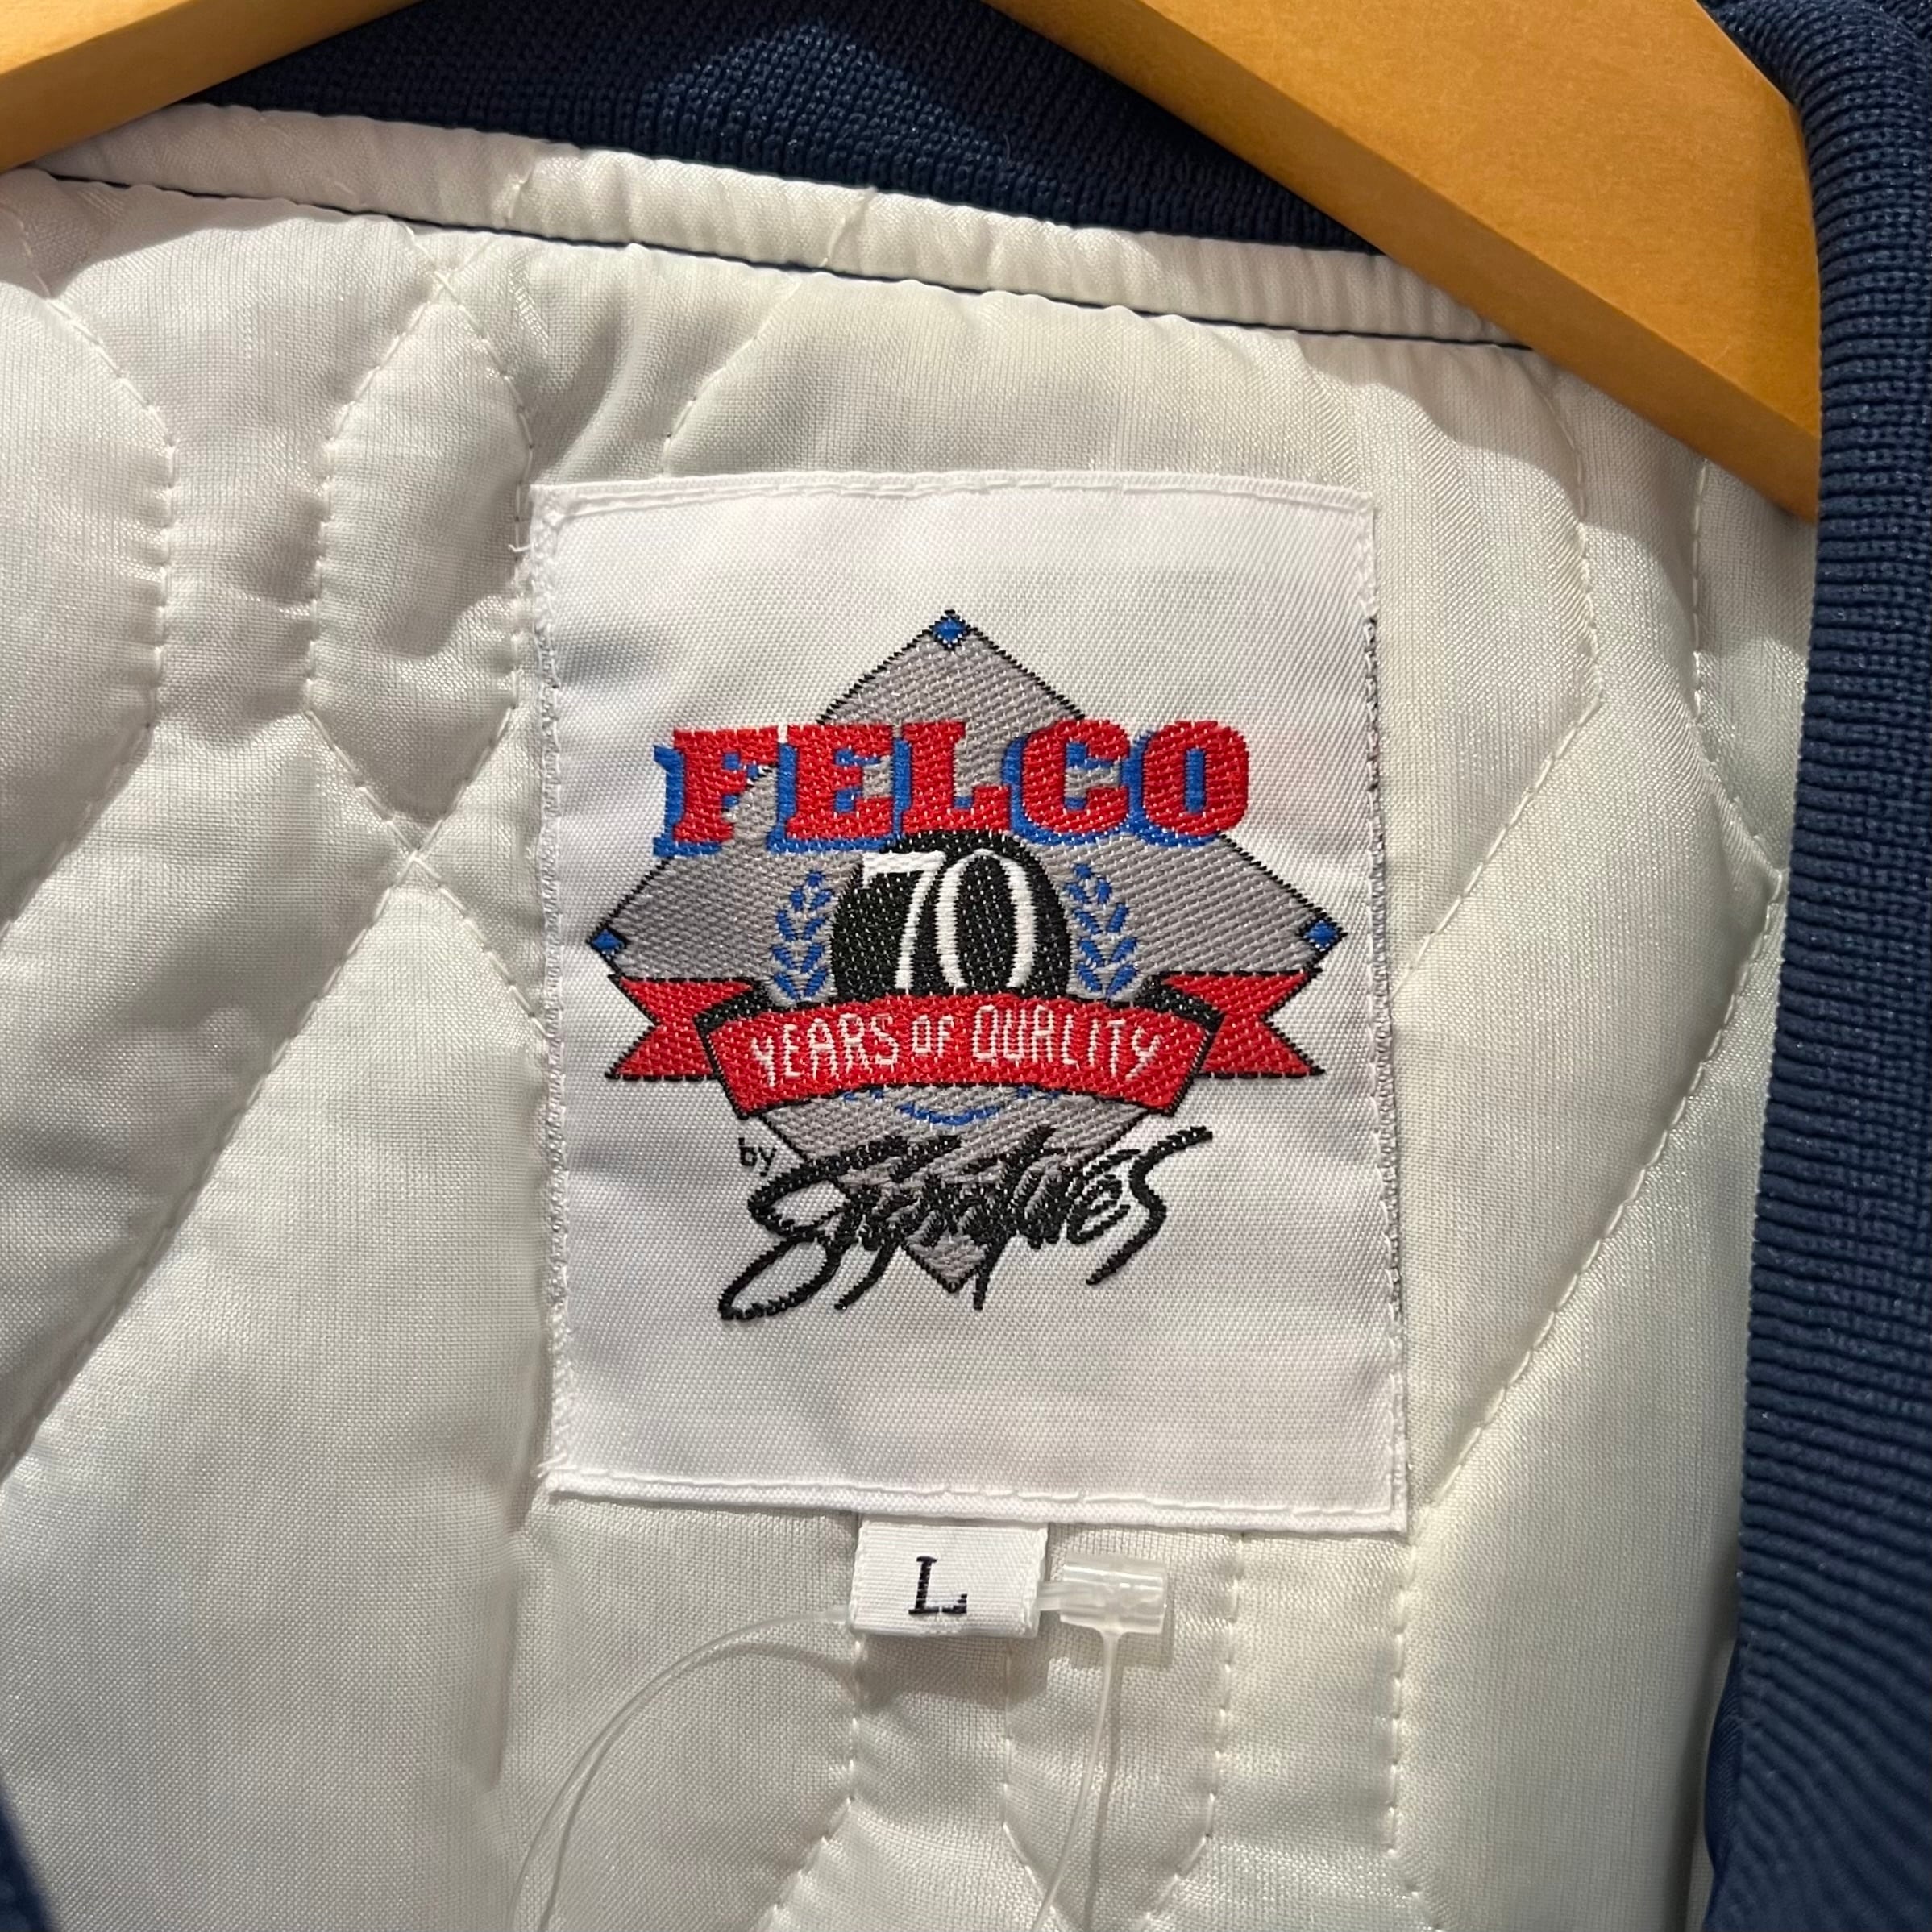 FELCO
70
YEARS OF QUALITY
by Signatures
L